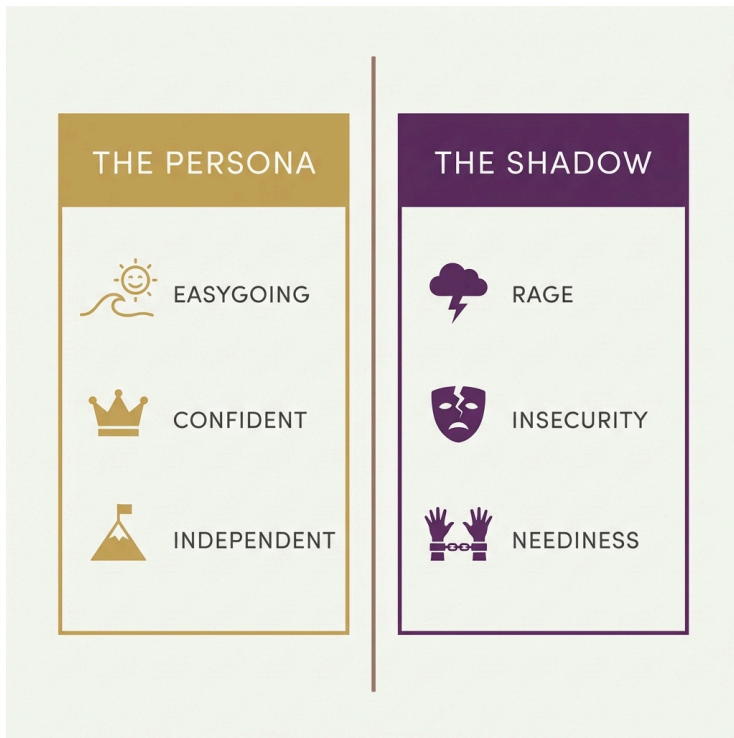 THE PERSONA
EASYGOING
CONFIDENT
INDEPENDENT
THE SHADOW
RAGE
INSECURITY
NEEDINESS